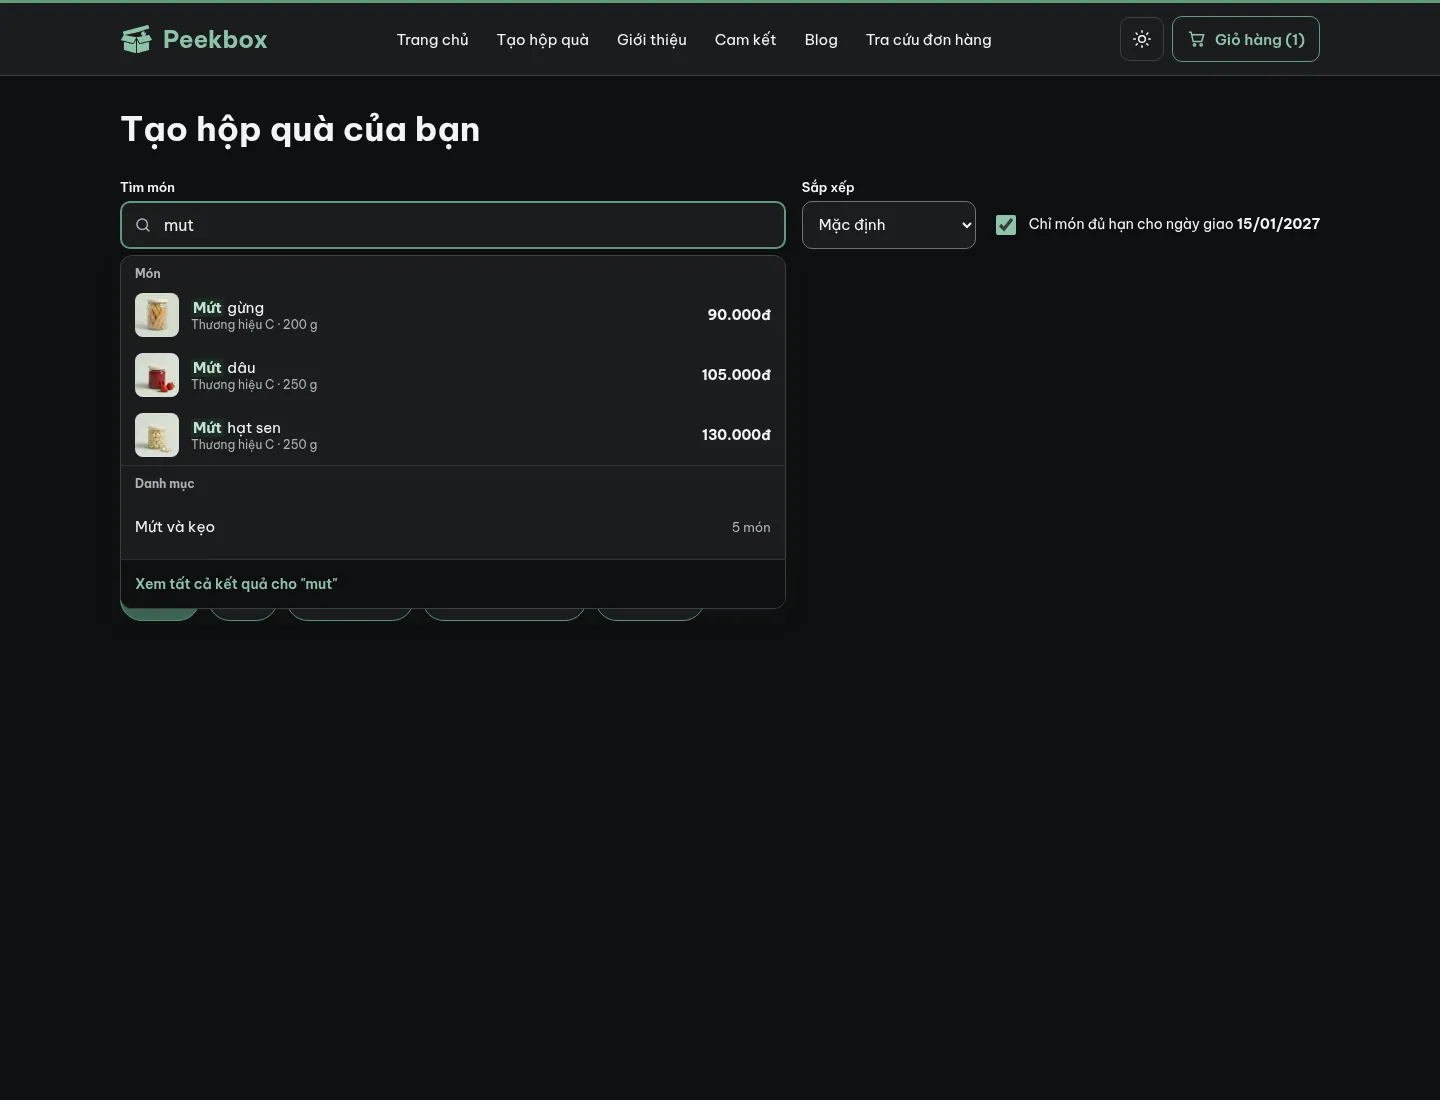 Peekbox
Trang chủ
Tạo hộp quà
Giới thiệu
Cam kết
Blog
Tra cứu đơn hàng
Giỏ hàng (1)
Tạo hộp quà của bạn
Tìm món
mut
Sắp xếp
Mặc định
Chỉ món đủ hạn cho ngày giao 15/01/2027
Món
Mứt gừng
Thương hiệu C · 200 g
90.000đ
Mứt dâu
Thương hiệu C · 250 g
105.000đ
Mứt hạt sen
Thương hiệu C · 250 g
130.000đ
Danh mục
Mứt và kẹo
5 món
Xem tất cả kết quả cho "mut"